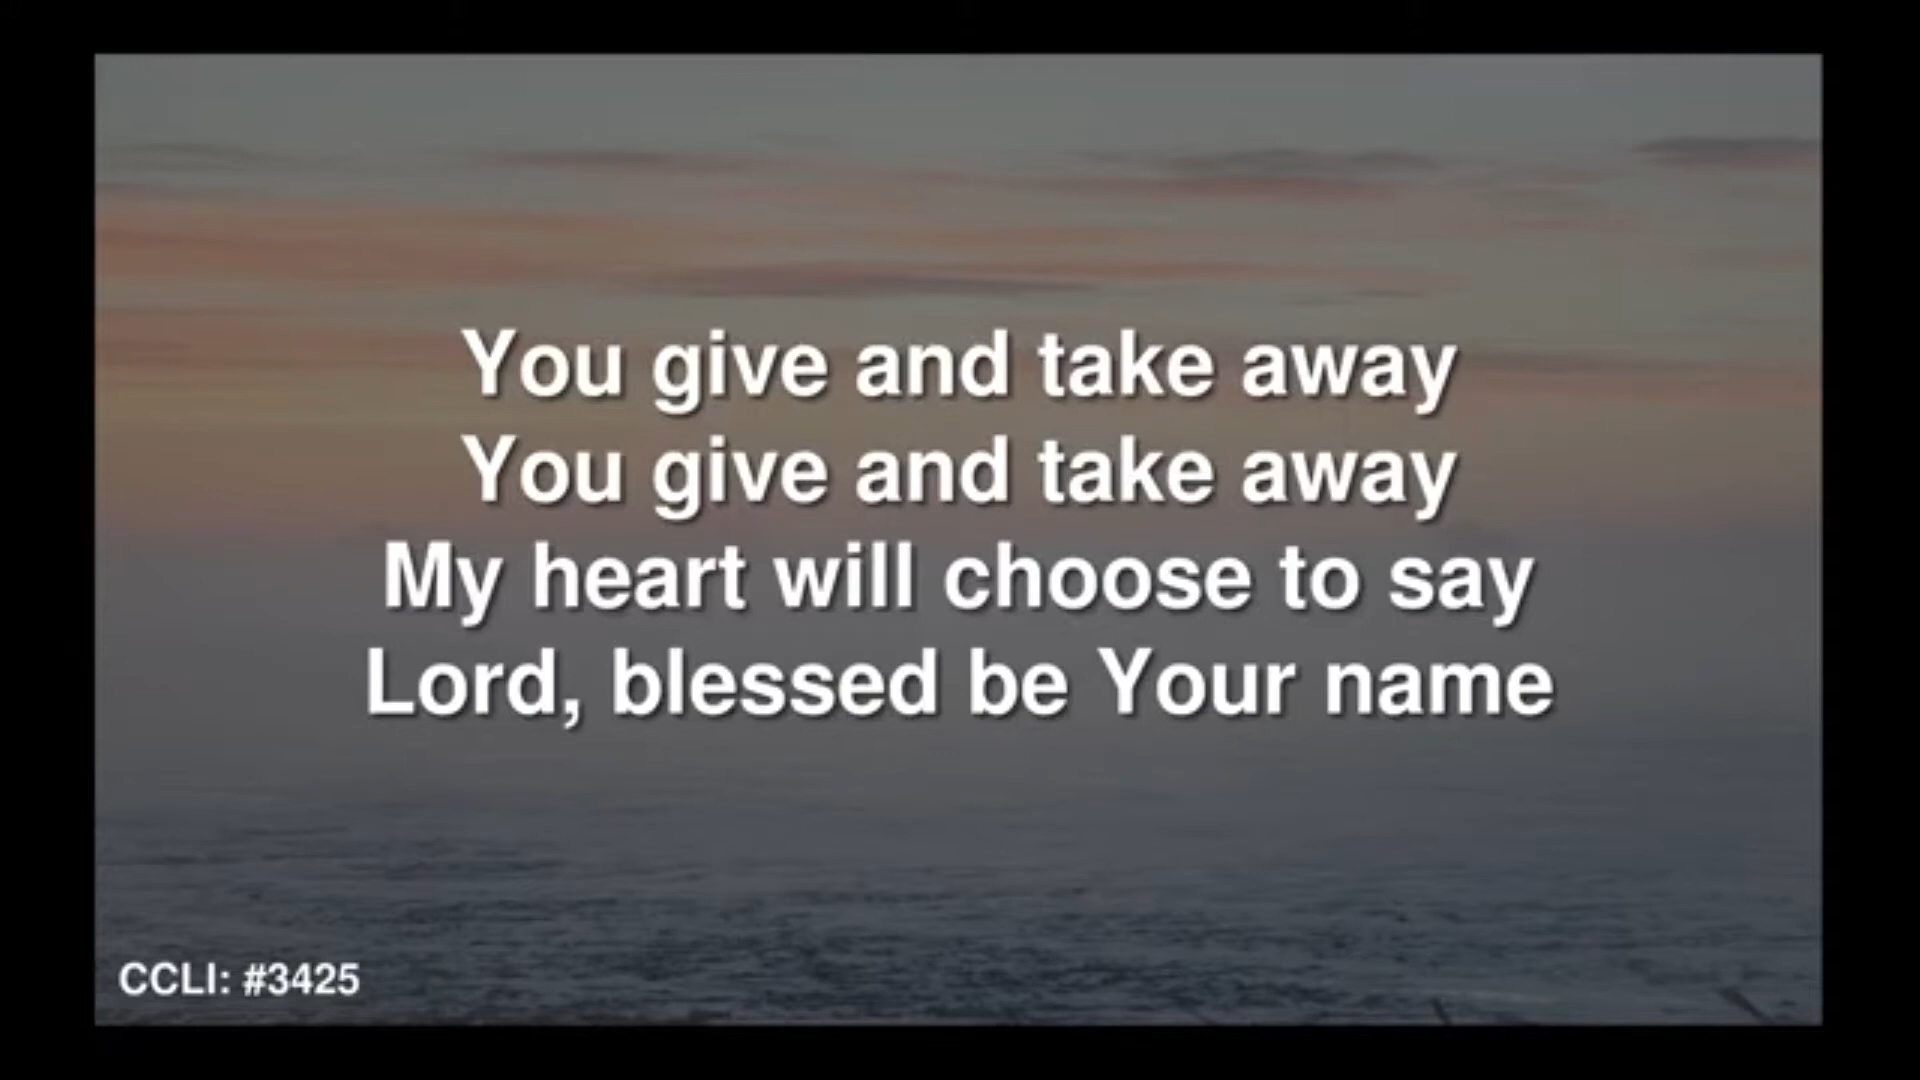 You give and take away
You give and take away
My heart will choose to say
Lord, blessed be Your name
CCLI: #3425